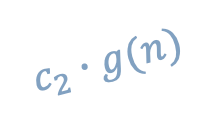 c₂ · g(n)